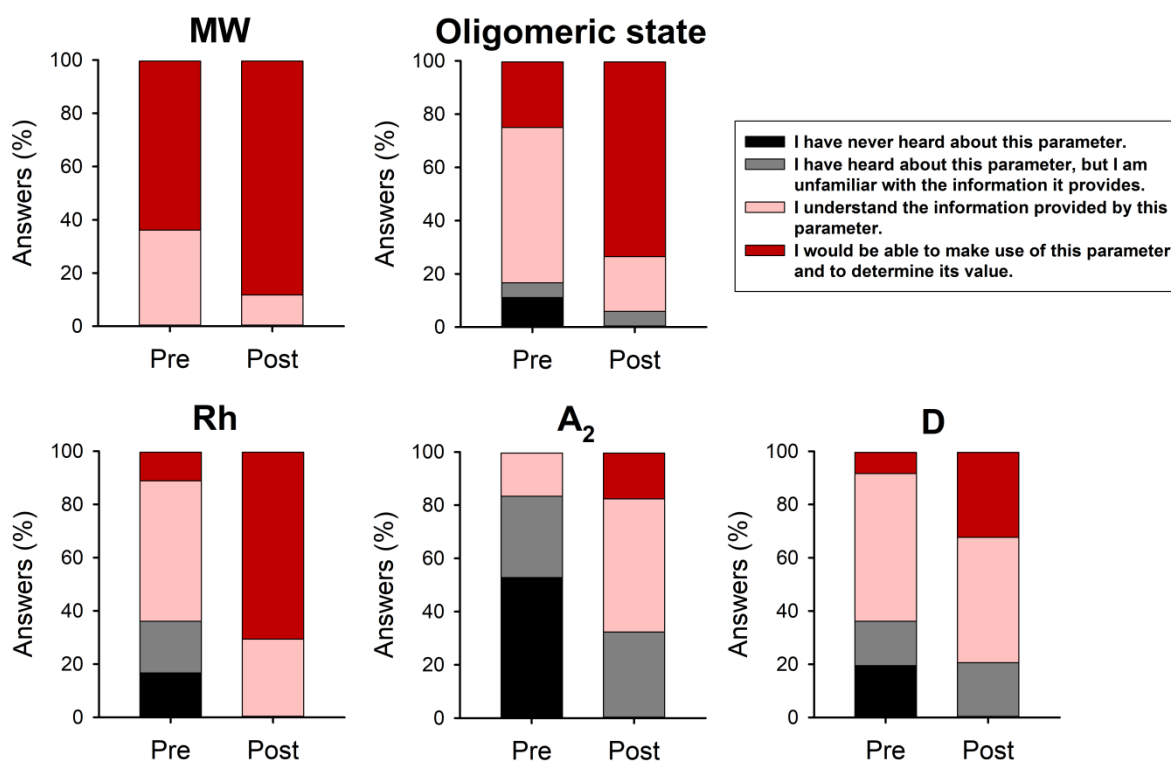 MW
Oligomeric state
100
80
60
40
20
0
Answers (%)
Pre Post
100
80
60
40
20
0
Answers (%)
Pre Post
I have never heard about this parameter.
I have heard about this parameter, but I am
unfamiliar with the information it provides.
I understand the information provided by this
parameter.
I would be able to make use of this parameter
and to determine its value.
Rh
A2
D
100
80
60
40
20
0
Answers (%)
Pre Post
100
80
60
40
20
0
Answers (%)
Pre Post
100
80
60
40
20
0
Answers (%)
Pre Post